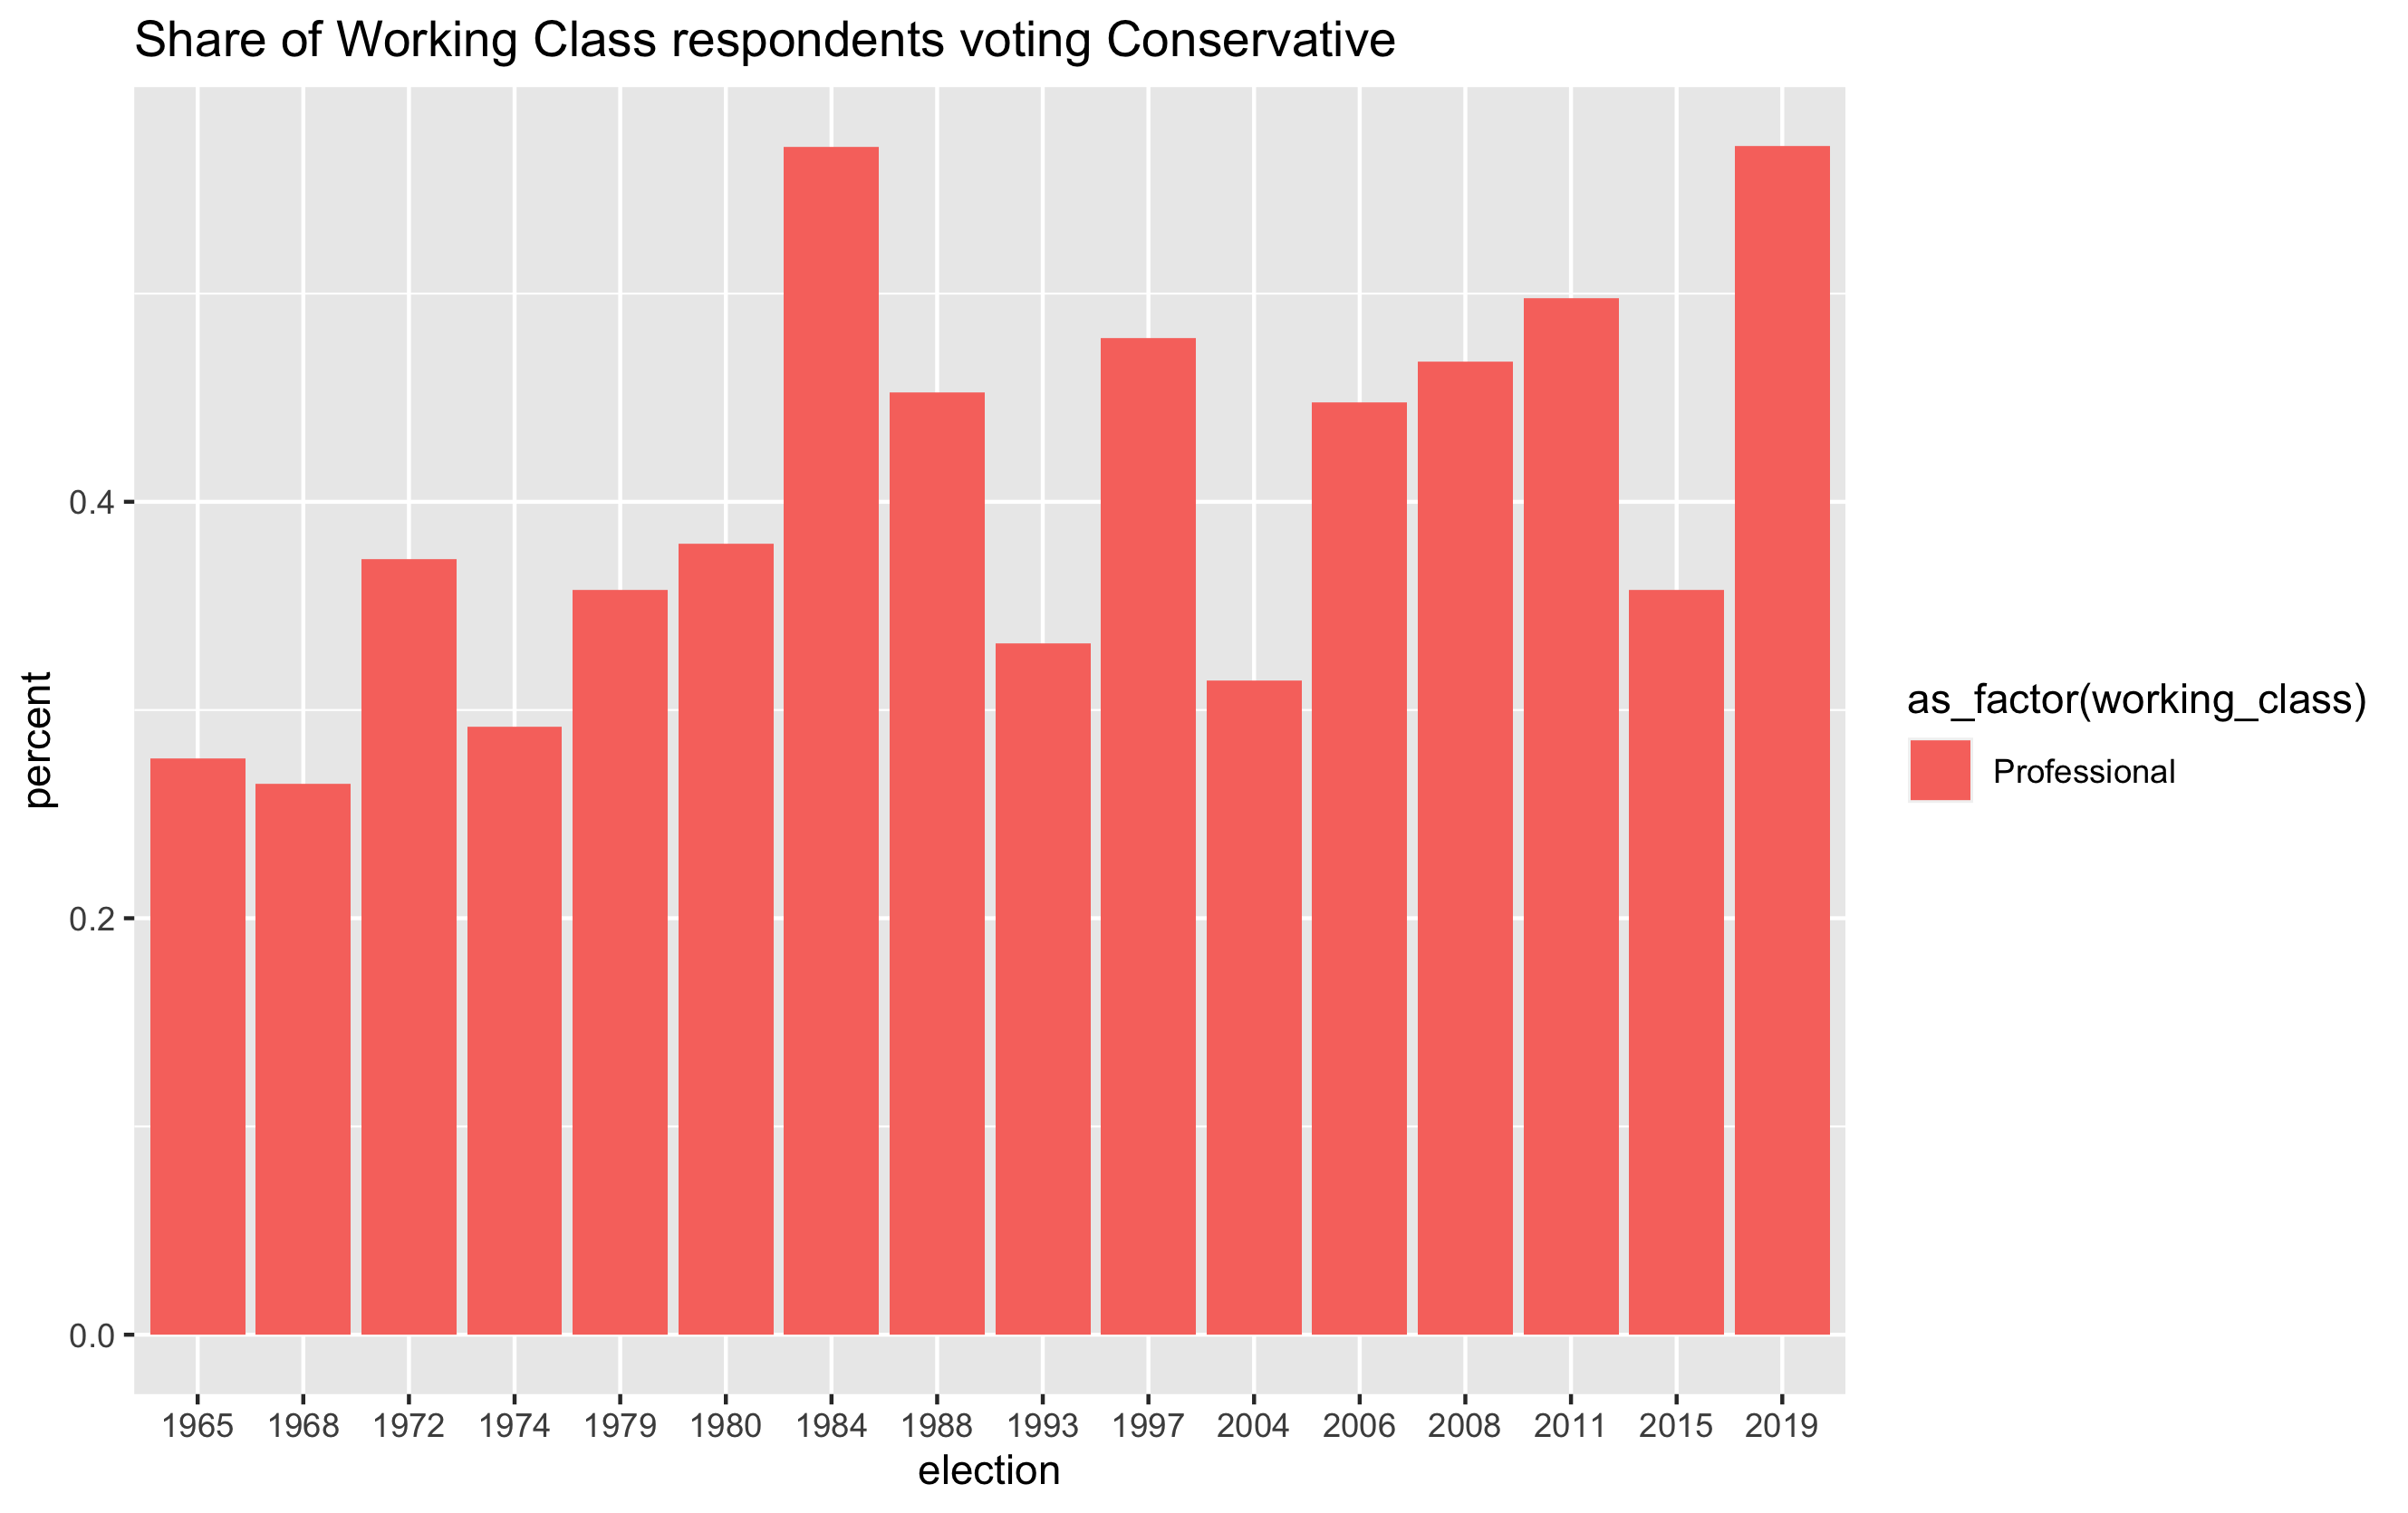 Share of Working Class respondents voting Conservative
percent
0.4
0.2
0.0
1965 1968 1972 1974 1979 1980 1984 1988 1993 1997 2004 2006 2008 2011 2015 2019
election
as_factor(working_class)
Professional